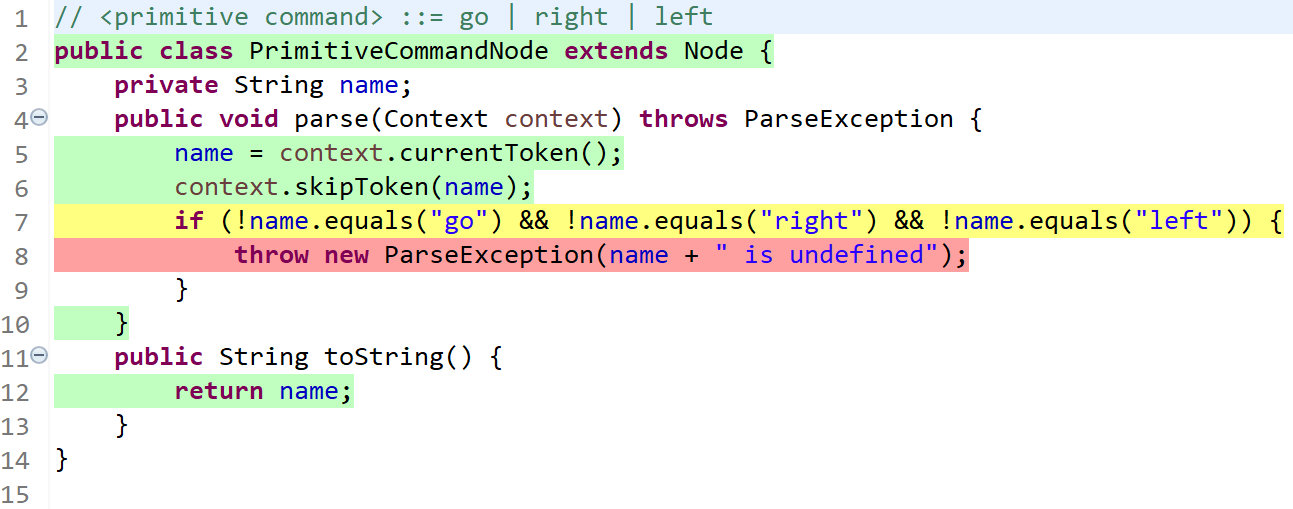 1 // <primitive command> ::= go | right | left
2 public class PrimitiveCommandNode extends Node {
3     private String name;
4     public void parse(Context context) throws ParseException {
5         name = context.currentToken();
6         context.skipToken(name);
7         if (!name.equals("go") && !name.equals("right") && !name.equals("left")) {
8             throw new ParseException(name + " is undefined");
9         }
10     }
11     public String toString() {
12         return name;
13     }
14 }
15